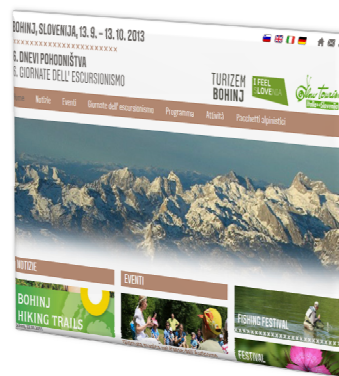 BOHINJ, SLOVENIJA, 13. 9. - 13. 10. 2013
6. DNEVI POHODNIŠTVA
6. GIORNATE DELL' ESCURSIONISMO
TURIZEM
BOHINJ
I FEEL
SLOVENIA
Notizie Eventi Giornate dell' escursionismo Programma Attività Pacchetti alpinistici
NOTIZIE
EVENTI
BOHINJ
HIKING TRAILS
FISHING FESTIVAL
FESTIVAL